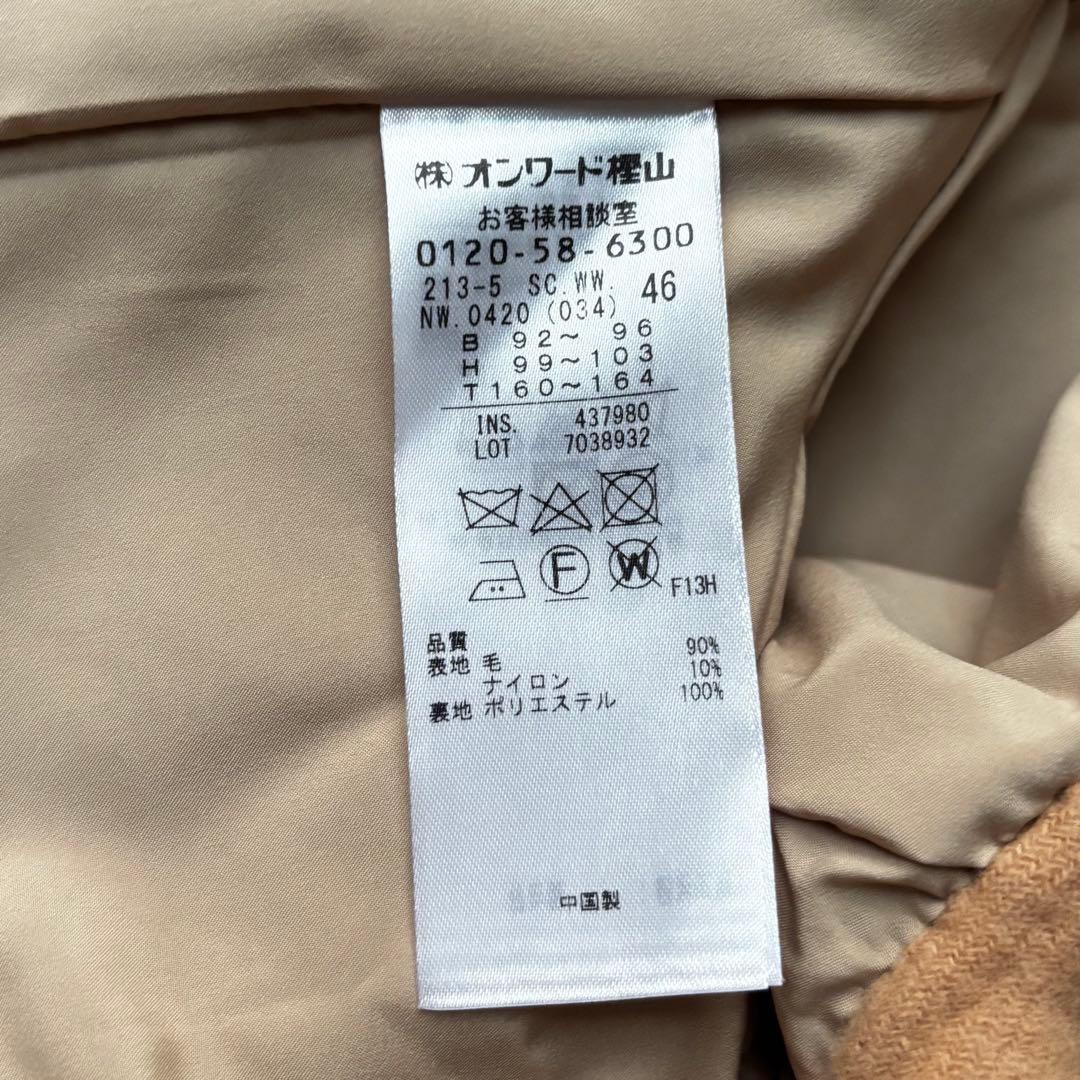 ㈱オンワード樫山
お客様相談室
0120-58-6300
213-5 SC.WW. 46
NW.0420 (034)
B 92～ 96
H 99～103
T160～164
INS. 437980
LOT 7038932
F W F13H
品質
表地 毛 90%
ナイロン 10%
裏地 ポリエステル 100%
中国製